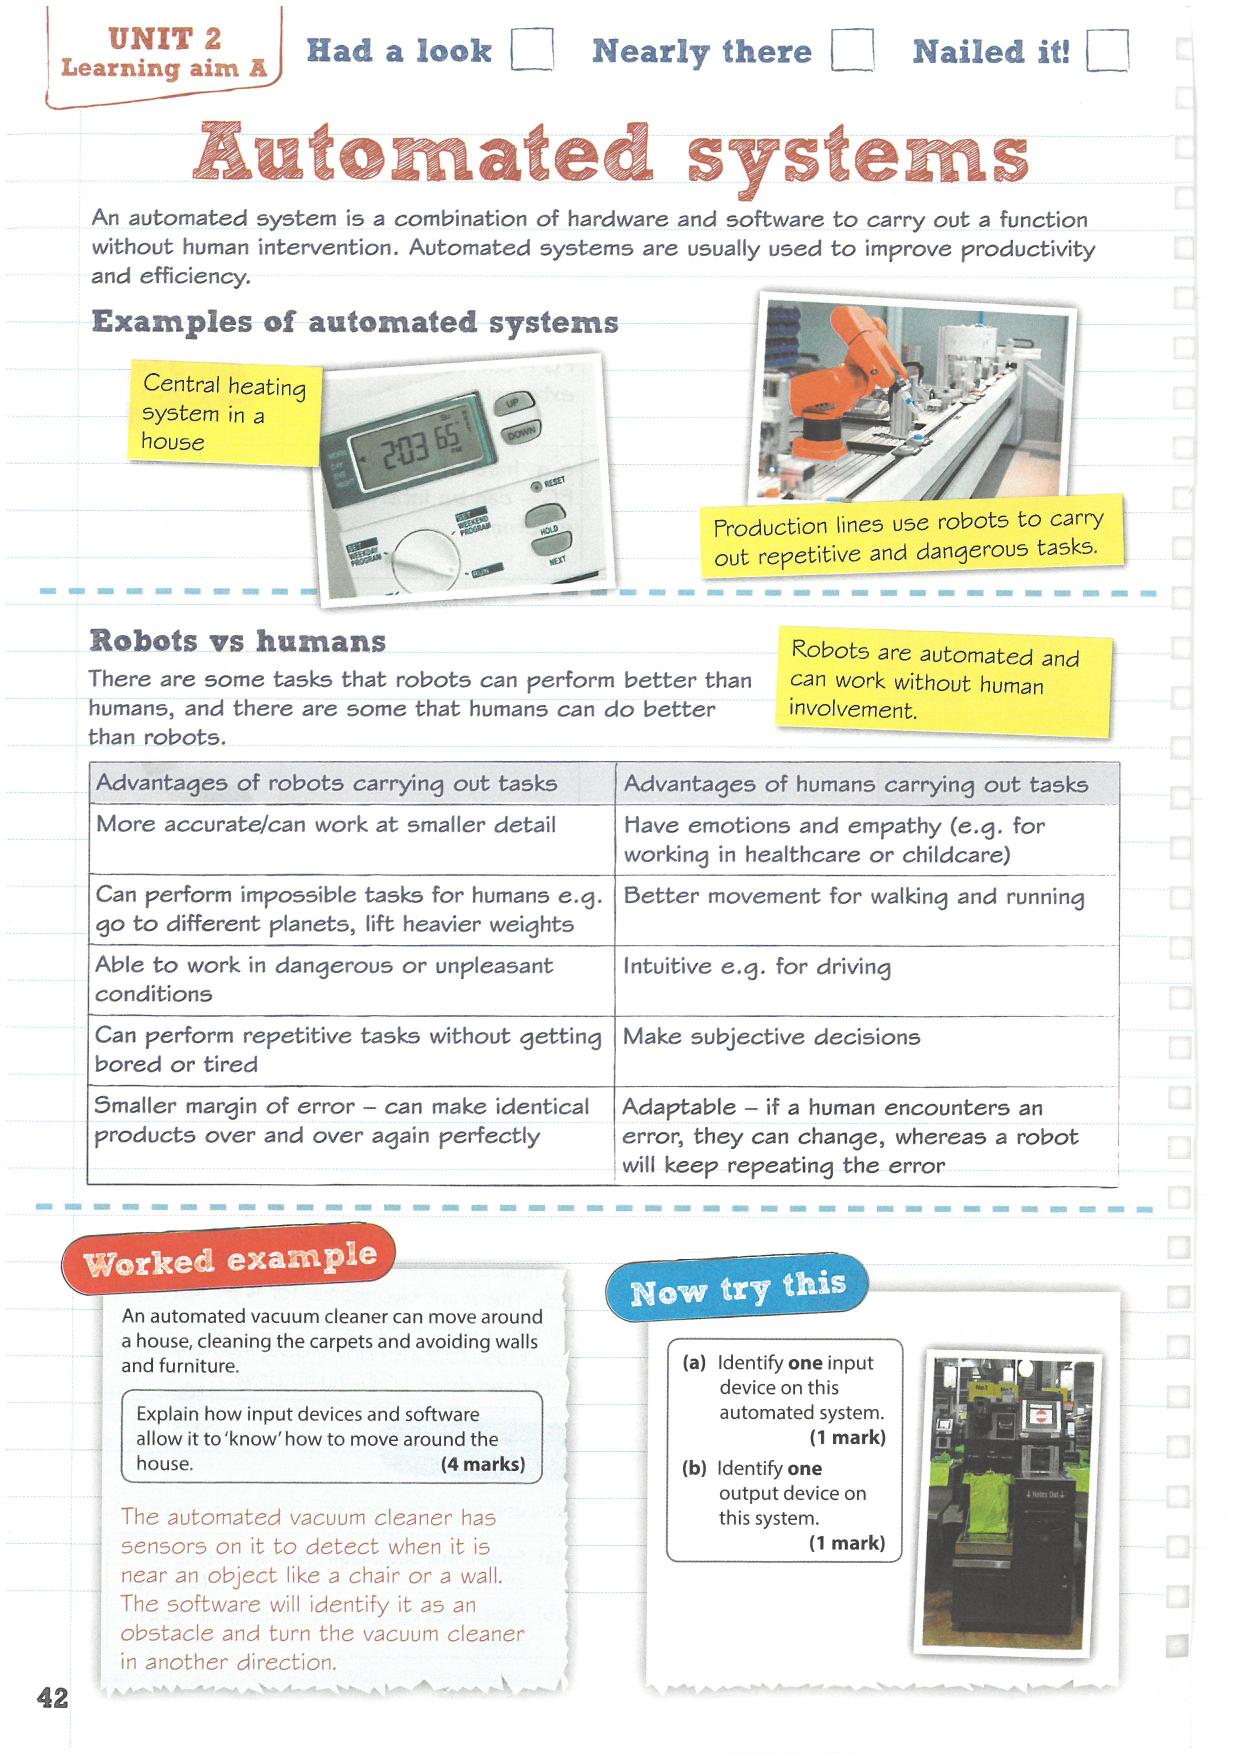 UNIT 2
Learning aim A
Had a look
Nearly there
Nailed it!
Automated systems
An automated system is a combination of hardware and software to carry out a function
without human intervention. Automated systems are usually used to improve productivity
and efficiency.
Examples of automated systems
Central heating
system in a
house
UP
DOWN
2:03 65
RESET
SET
WEEKEND
PROGRAM
SET
WEEKDAY
PROGRAM
HOLD
NEXT
RUN
Production lines use robots to carry
out repetitive and dangerous tasks.
Robots vs humans
There are some tasks that robots can perform better than
humans, and there are some that humans can do better
than robots.
Robots are automated and
can work without human
involvement.
Advantages of robots carrying out tasks
Advantages of humans carrying out tasks
More accurate/can work at smaller detail
Have emotions and empathy (e.g. for
working in healthcare or childcare)
Can perform impossible tasks for humans e.g.
go to different planets, lift heavier weights
Better movement for walking and running
Able to work in dangerous or unpleasant
conditions
Intuitive e.g. for driving
Can perform repetitive tasks without getting
bored or tired
Make subjective decisions
Smaller margin of error – can make identical
products over and over again perfectly
Adaptable – if a human encounters an
error, they can change, whereas a robot
will keep repeating the error
Worked example
An automated vacuum cleaner can move around
a house, cleaning the carpets and avoiding walls
and furniture.
Explain how input devices and software
allow it to 'know' how to move around the
house. (4 marks)
The automated vacuum cleaner has
sensors on it to detect when it is
near an object like a chair or a wall.
The software will identify it as an
obstacle and turn the vacuum cleaner
in another direction.
Now try this
(a) Identify one input
device on this
automated system.
(1 mark)
(b) Identify one
output device on
this system.
(1 mark)
Notes Out
42